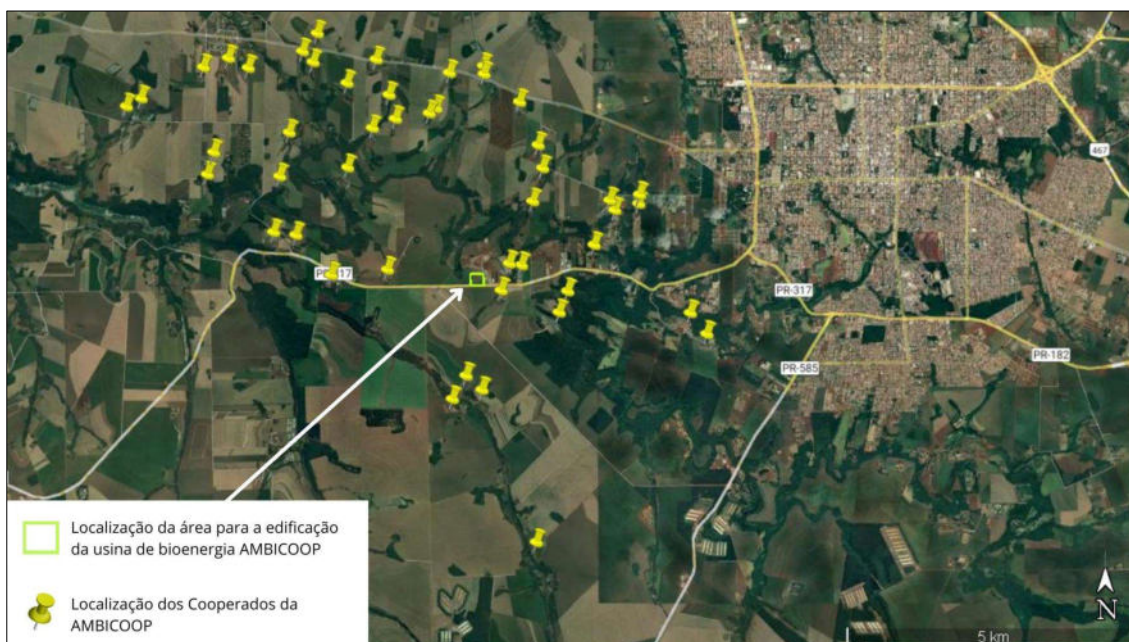 467
PR-317
PR-317
PR-585
PR-182
Localização da área para a edificação
da usina de bioenergia AMBICOOP
Localização dos Cooperados da
AMBICOOP
N
5 km